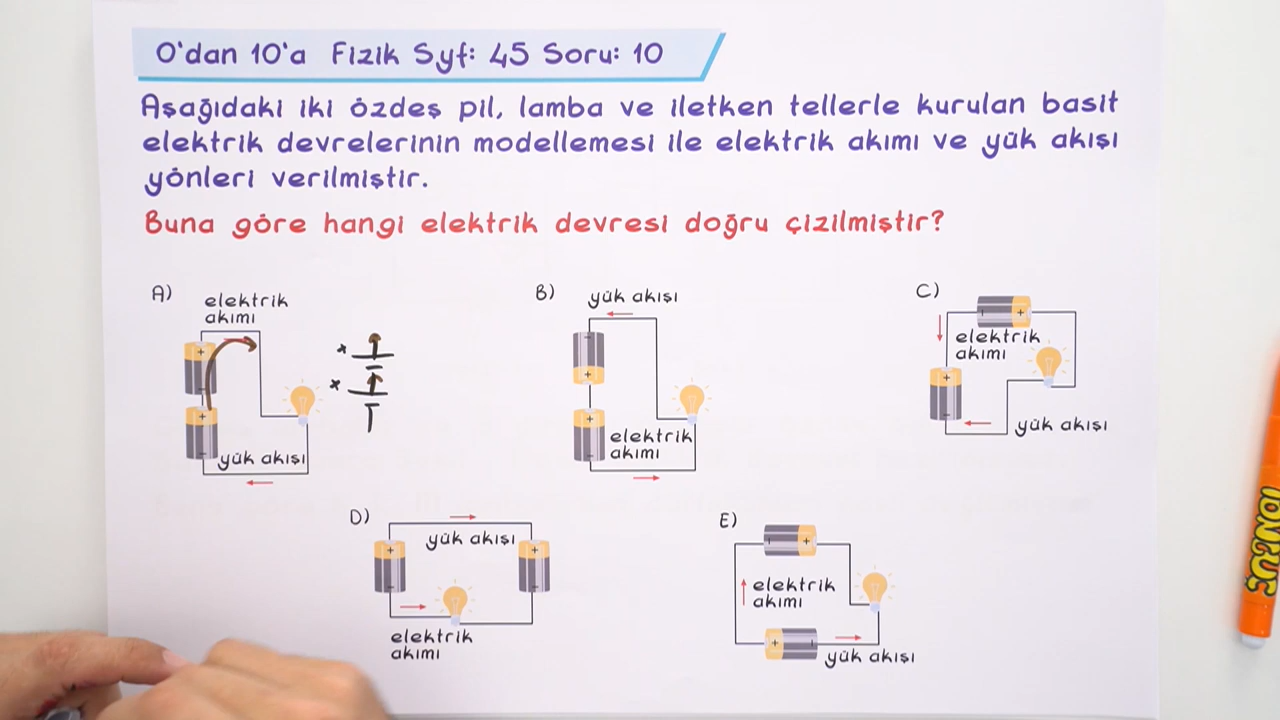 0'dan 10'a Fizik Syf: 45 Soru: 10
Aşağıdaki iki özdeş pil, lamba ve iletken tellerle kurulan basit
elektrik devrelerinin modellemesi ile elektrik akımı ve yük akışı
yönleri verilmiştir.
Buna göre hangi elektrik devresi doğru çizilmiştir?
A)
elektrik
akımı
+
-
+
-
yük akışı
B)
yük akışı
-
+
+
-
elektrik
akımı
C)
- +
elektrik
akımı
+
-
yük akışı
D)
yük akışı
+
-
+
-
elektrik
akımı
E)
- +
elektrik
akımı
+ -
yük akışı